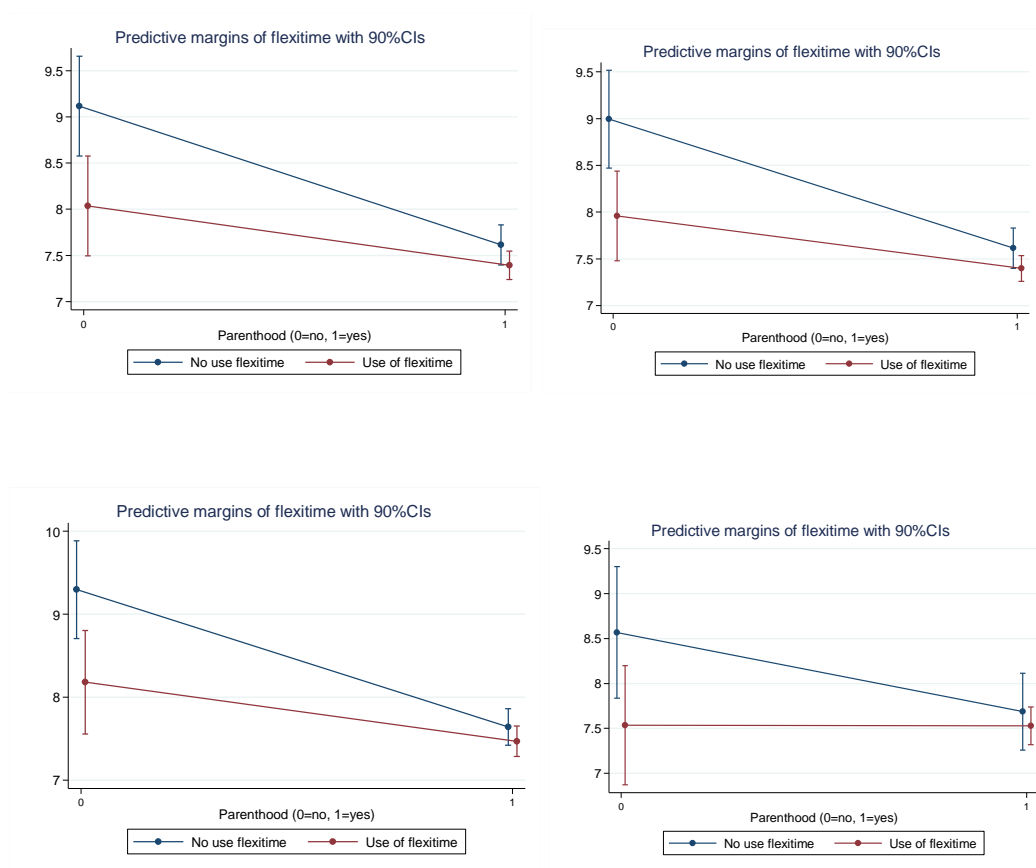 Predictive margins of flexitime with 90%CIs
9.5
9
8.5
8
7.5
7
0 1
Parenthood (0=no, 1=yes)
No use flexitime Use of flexitime
Predictive margins of flexitime with 90%CIs
9.5
9
8.5
8
7.5
7
0 1
Parenthood (0=no, 1=yes)
No use flexitime Use of flexitime
Predictive margins of flexitime with 90%CIs
10
9
8
7
0 1
Parenthood (0=no, 1=yes)
No use flexitime Use of flexitime
Predictive margins of flexitime with 90%CIs
9.5
9
8.5
8
7.5
7
0 1
Parenthood (0=no, 1=yes)
No use flexitime Use of flexitime